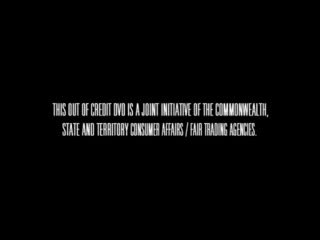 THIS OUT OF CREDIT DVD IS A JOINT INITIATIVE OF THE COMMONWEALTH,
STATE AND TERRITORY CONSUMER AFFAIRS / FAIR TRADING AGENCIES.